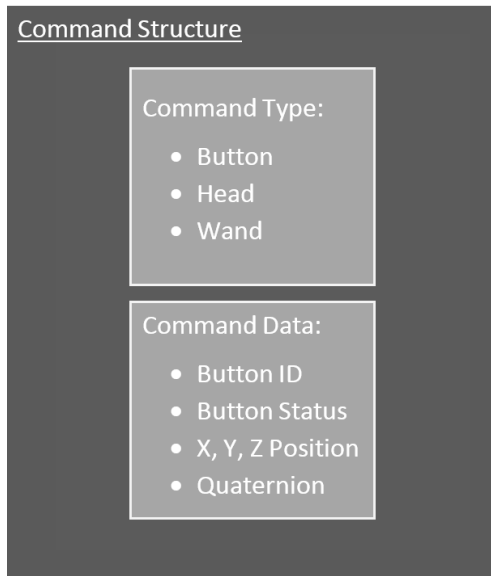 Command Structure
Command Type:
• Button
• Head
• Wand
Command Data:
• Button ID
• Button Status
• X, Y, Z Position
• Quaternion